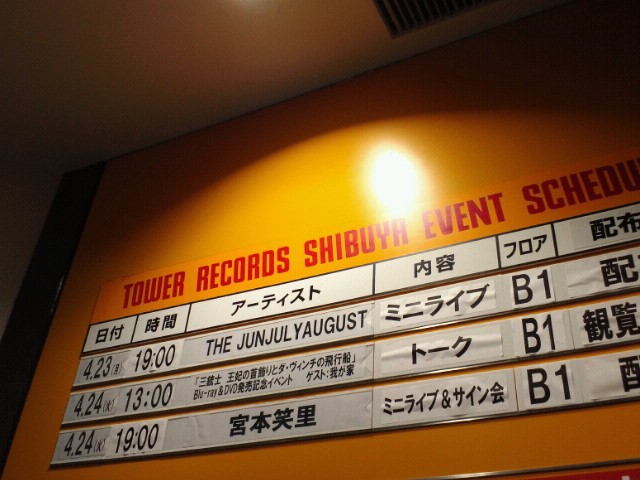 TOWER RECORDS SHIBUYA EVENT SCHEDU
日付 時間 アーティスト 内容 フロア 配布
4.23(月) 19:00 THE JUNJULYAUGUST ミニライブ B1 配
4.24(火) 13:00 「三銃士 王妃の首飾りとダ・ヴィンチの飛行船」 トーク B1 観覧
Blu-ray&DVD発売記念イベント ゲスト:我が家
4.24(火) 19:00 宮本笑里 ミニライブ&サイン会 B1 配